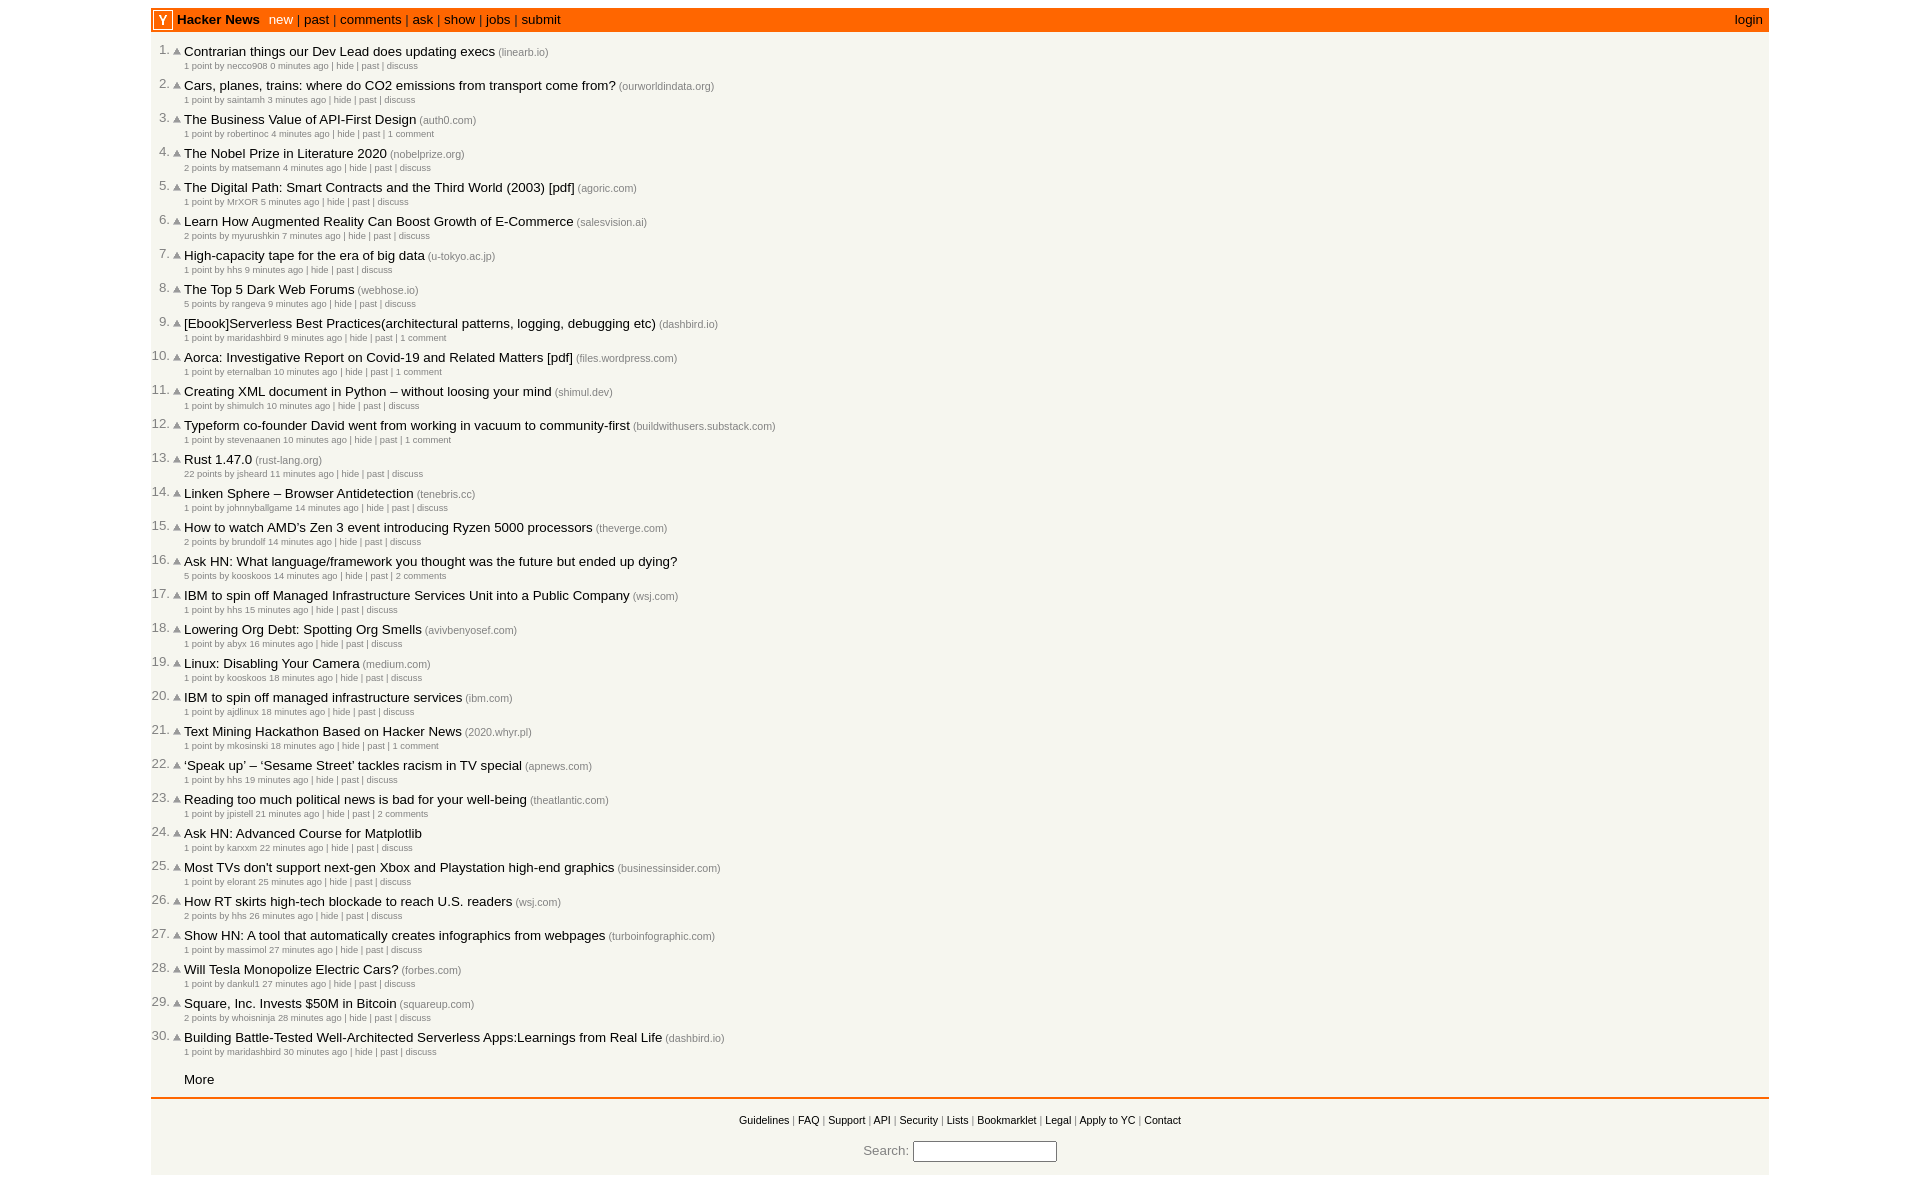 Y Hacker News new | past | comments | ask | show | jobs | submit login
1. Contrarian things our Dev Lead does updating execs (linearb.io)
1 point by necco908 0 minutes ago | hide | past | discuss
2. Cars, planes, trains: where do CO2 emissions from transport come from? (ourworldindata.org)
1 point by saintamh 3 minutes ago | hide | past | discuss
3. The Business Value of API-First Design (auth0.com)
1 point by robertinoc 4 minutes ago | hide | past | 1 comment
4. The Nobel Prize in Literature 2020 (nobelprize.org)
2 points by matsemann 4 minutes ago | hide | past | discuss
5. The Digital Path: Smart Contracts and the Third World (2003) [pdf] (agoric.com)
1 point by MrXOR 5 minutes ago | hide | past | discuss
6. Learn How Augmented Reality Can Boost Growth of E-Commerce (salesvision.ai)
2 points by myurushkin 7 minutes ago | hide | past | discuss
7. High-capacity tape for the era of big data (u-tokyo.ac.jp)
1 point by hhs 9 minutes ago | hide | past | discuss
8. The Top 5 Dark Web Forums (webhose.io)
5 points by rangeva 9 minutes ago | hide | past | discuss
9. [Ebook]Serverless Best Practices(architectural patterns, logging, debugging etc) (dashbird.io)
1 point by maridashbird 9 minutes ago | hide | past | 1 comment
10. Aorca: Investigative Report on Covid-19 and Related Matters [pdf] (files.wordpress.com)
1 point by eternalban 10 minutes ago | hide | past | 1 comment
11. Creating XML document in Python – without loosing your mind (shimul.dev)
1 point by shimulch 10 minutes ago | hide | past | discuss
12. Typeform co-founder David went from working in vacuum to community-first (buildwithusers.substack.com)
1 point by stevenaanen 10 minutes ago | hide | past | 1 comment
13. Rust 1.47.0 (rust-lang.org)
22 points by jsheard 11 minutes ago | hide | past | discuss
14. Linken Sphere – Browser Antidetection (tenebris.cc)
1 point by johnnyballgame 14 minutes ago | hide | past | discuss
15. How to watch AMD’s Zen 3 event introducing Ryzen 5000 processors (theverge.com)
2 points by brundolf 14 minutes ago | hide | past | discuss
16. Ask HN: What language/framework you thought was the future but ended up dying?
5 points by kooskoos 14 minutes ago | hide | past | 2 comments
17. IBM to spin off Managed Infrastructure Services Unit into a Public Company (wsj.com)
1 point by hhs 15 minutes ago | hide | past | discuss
18. Lowering Org Debt: Spotting Org Smells (avivbenyosef.com)
1 point by abyx 16 minutes ago | hide | past | discuss
19. Linux: Disabling Your Camera (medium.com)
1 point by kooskoos 18 minutes ago | hide | past | discuss
20. IBM to spin off managed infrastructure services (ibm.com)
1 point by ajdlinux 18 minutes ago | hide | past | discuss
21. Text Mining Hackathon Based on Hacker News (2020.whyr.pl)
1 point by mkosinski 18 minutes ago | hide | past | 1 comment
22. ‘Speak up’ – ‘Sesame Street’ tackles racism in TV special (apnews.com)
1 point by hhs 19 minutes ago | hide | past | discuss
23. Reading too much political news is bad for your well-being (theatlantic.com)
1 point by jpistell 21 minutes ago | hide | past | 2 comments
24. Ask HN: Advanced Course for Matplotlib
1 point by karxxm 22 minutes ago | hide | past | discuss
25. Most TVs don't support next-gen Xbox and Playstation high-end graphics (businessinsider.com)
1 point by elorant 25 minutes ago | hide | past | discuss
26. How RT skirts high-tech blockade to reach U.S. readers (wsj.com)
2 points by hhs 26 minutes ago | hide | past | discuss
27. Show HN: A tool that automatically creates infographics from webpages (turboinfographic.com)
1 point by massimol 27 minutes ago | hide | past | discuss
28. Will Tesla Monopolize Electric Cars? (forbes.com)
1 point by dankul1 27 minutes ago | hide | past | discuss
29. Square, Inc. Invests $50M in Bitcoin (squareup.com)
2 points by whoisninja 28 minutes ago | hide | past | discuss
30. Building Battle-Tested Well-Architected Serverless Apps:Learnings from Real Life (dashbird.io)
1 point by maridashbird 30 minutes ago | hide | past | discuss
More
Guidelines | FAQ | Support | API | Security | Lists | Bookmarklet | Legal | Apply to YC | Contact
Search: